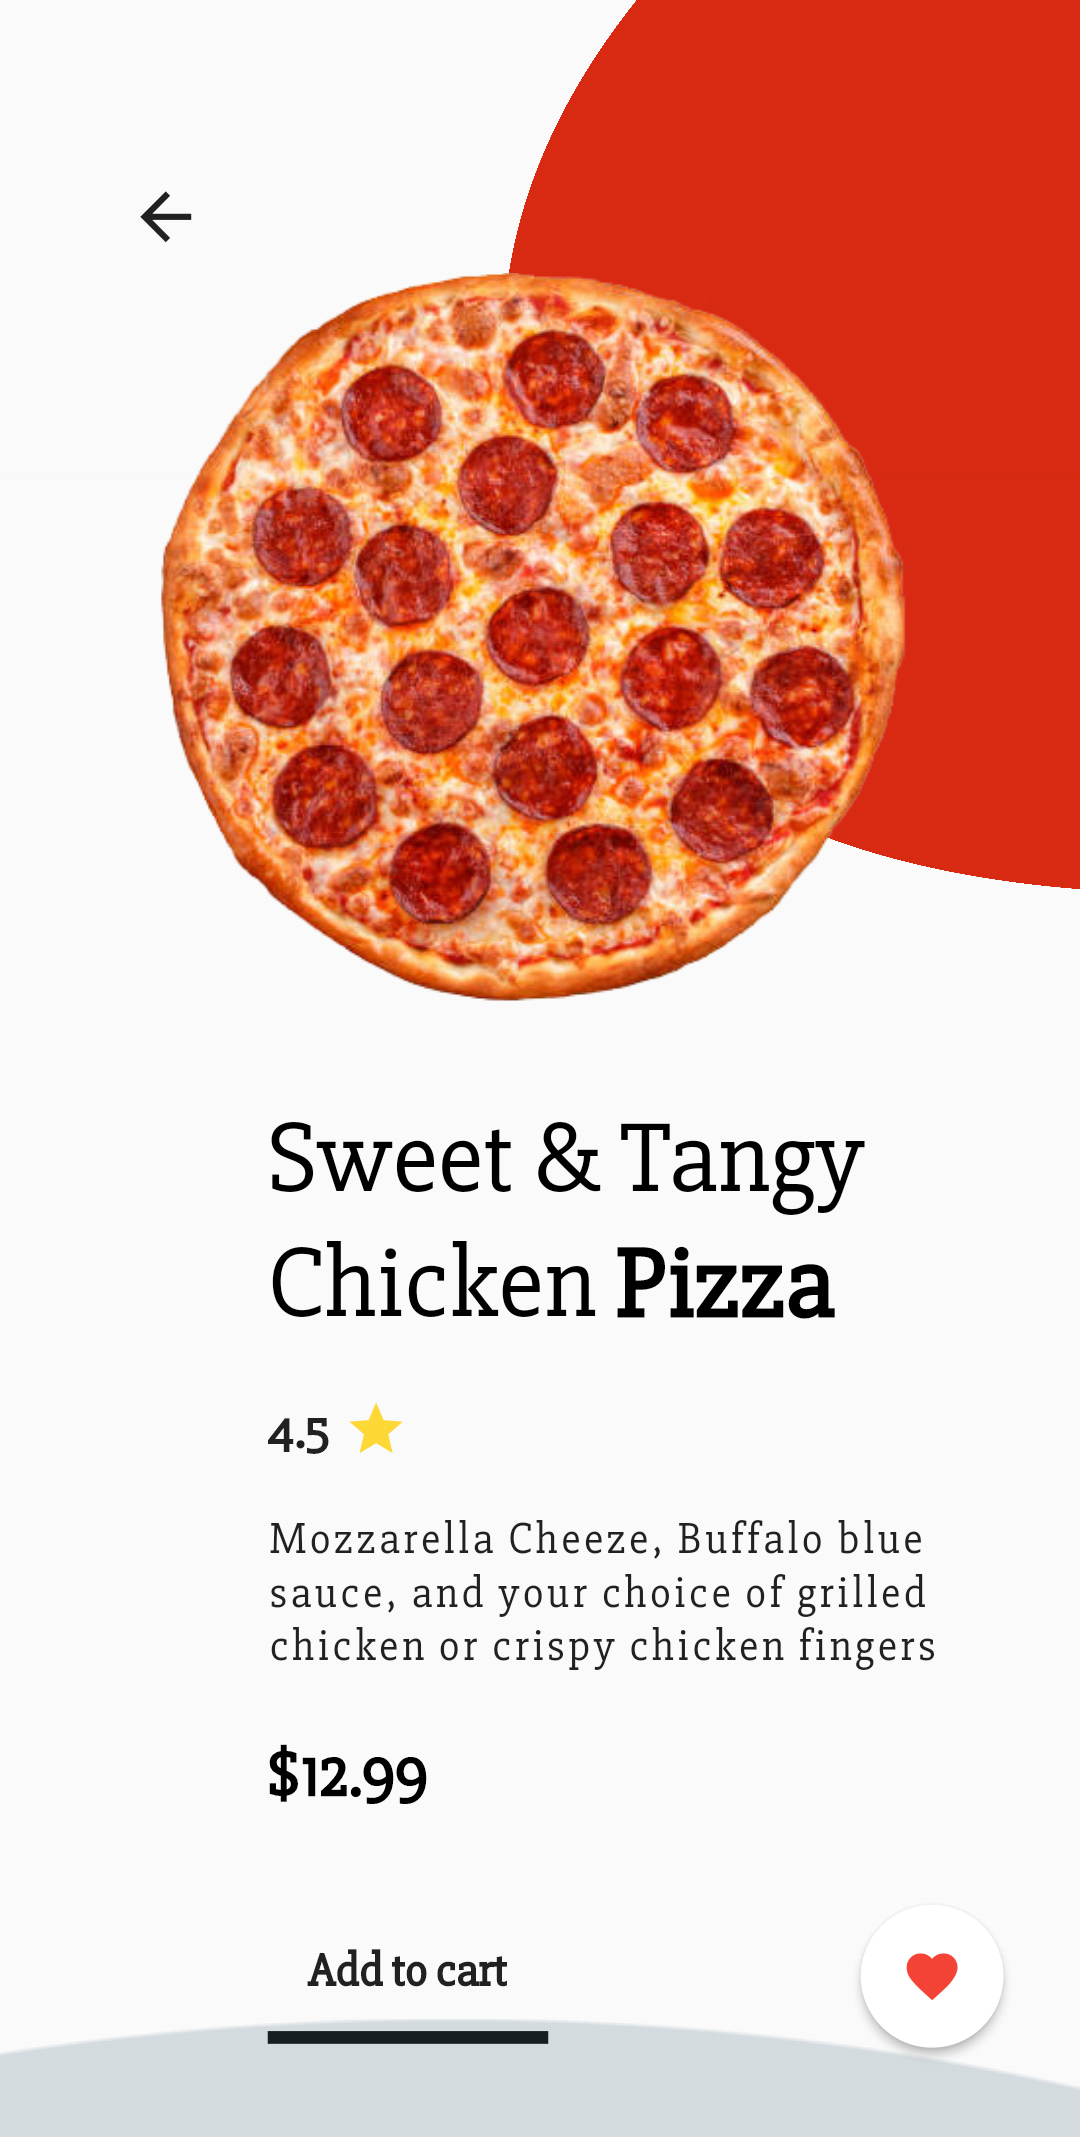 Sweet & Tangy
Chicken Pizza
4.5
Mozzarella Cheeze, Buffalo blue
sauce, and your choice of grilled
chicken or crispy chicken fingers
$12.99
Add to cart